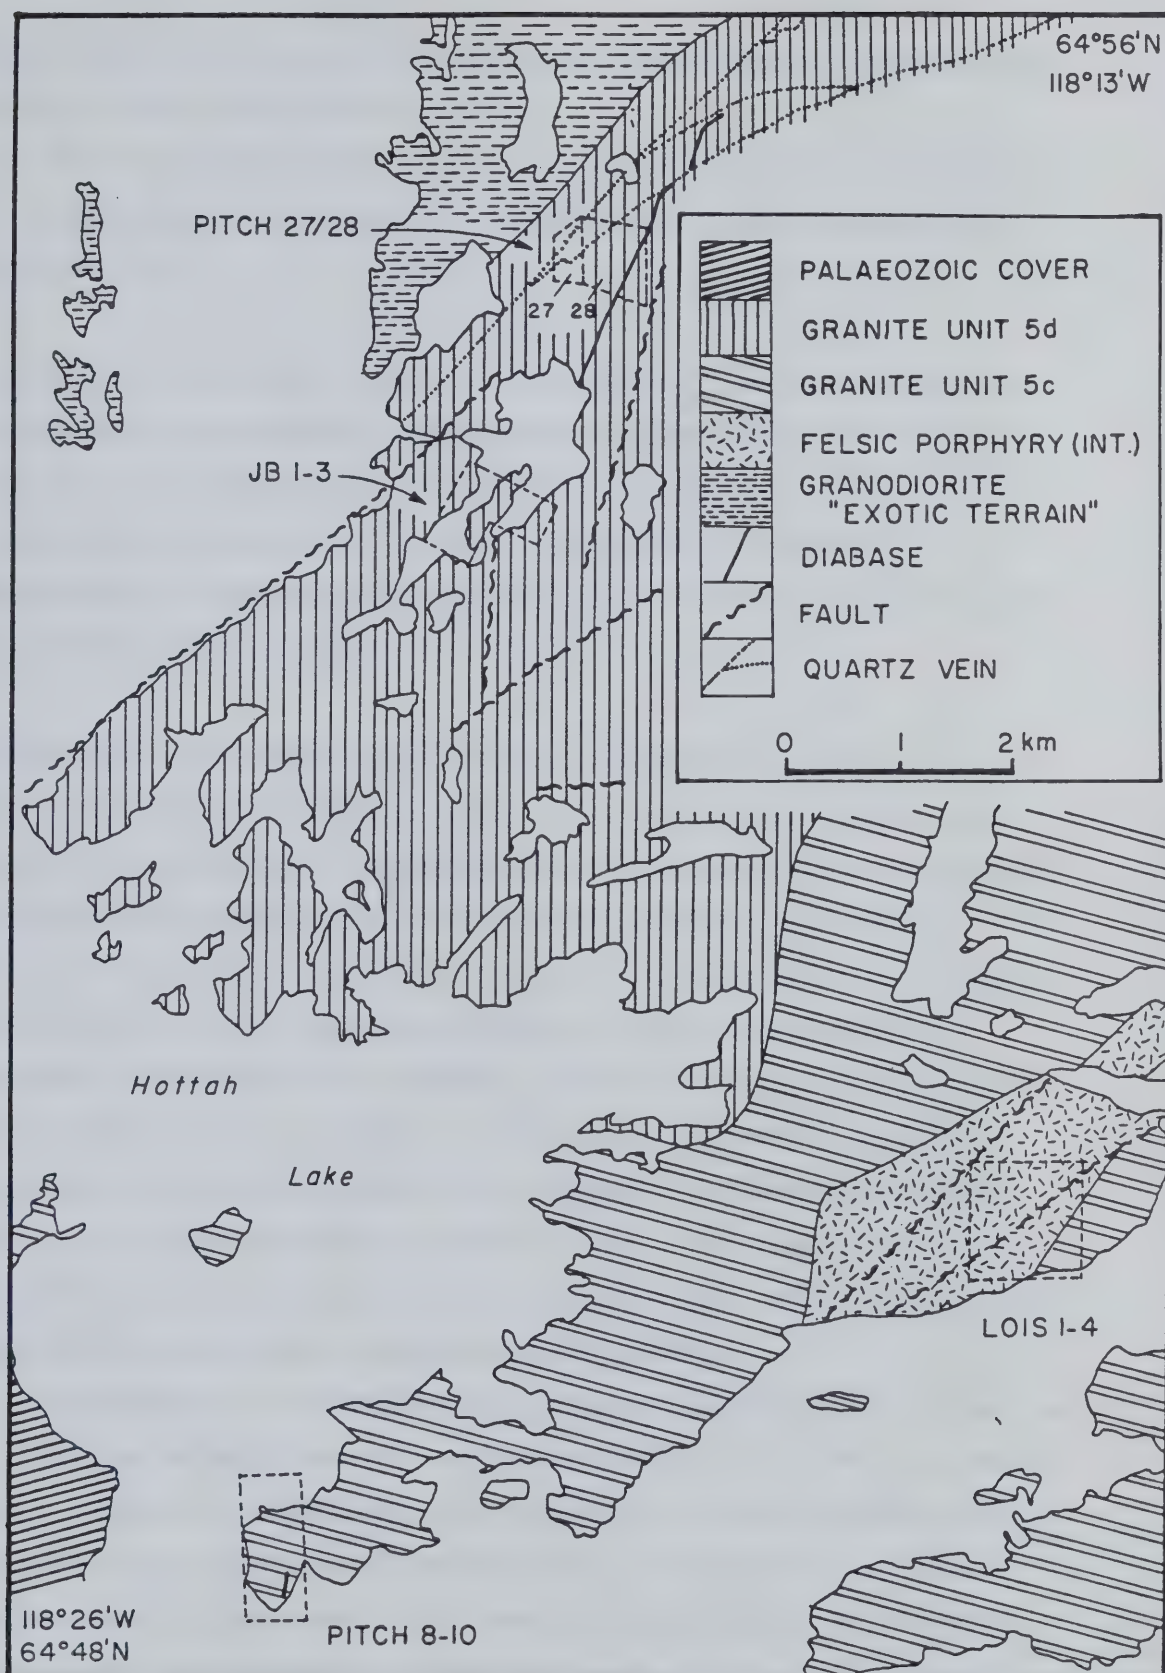 64°56'N
118°13'W
PITCH 27/28
27 28
JB 1-3
PALAEOZOIC COVER
GRANITE UNIT 5d
GRANITE UNIT 5c
FELSIC PORPHYRY (INT.)
GRANODIORITE
"EXOTIC TERRAIN"
DIABASE
FAULT
QUARTZ VEIN
0 1 2 km
Hottah
Lake
LOIS 1-4
118°26'W
64°48'N
PITCH 8-10